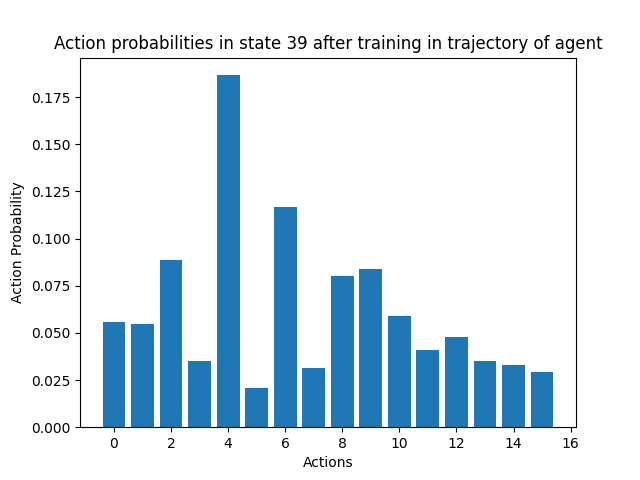 Action probabilities in state 39 after training in trajectory of agent
0.175
0.150
0.125
0.100
0.075
0.050
0.025
0.000
Action Probability
0 2 4 6 8 10 12 14 16
Actions